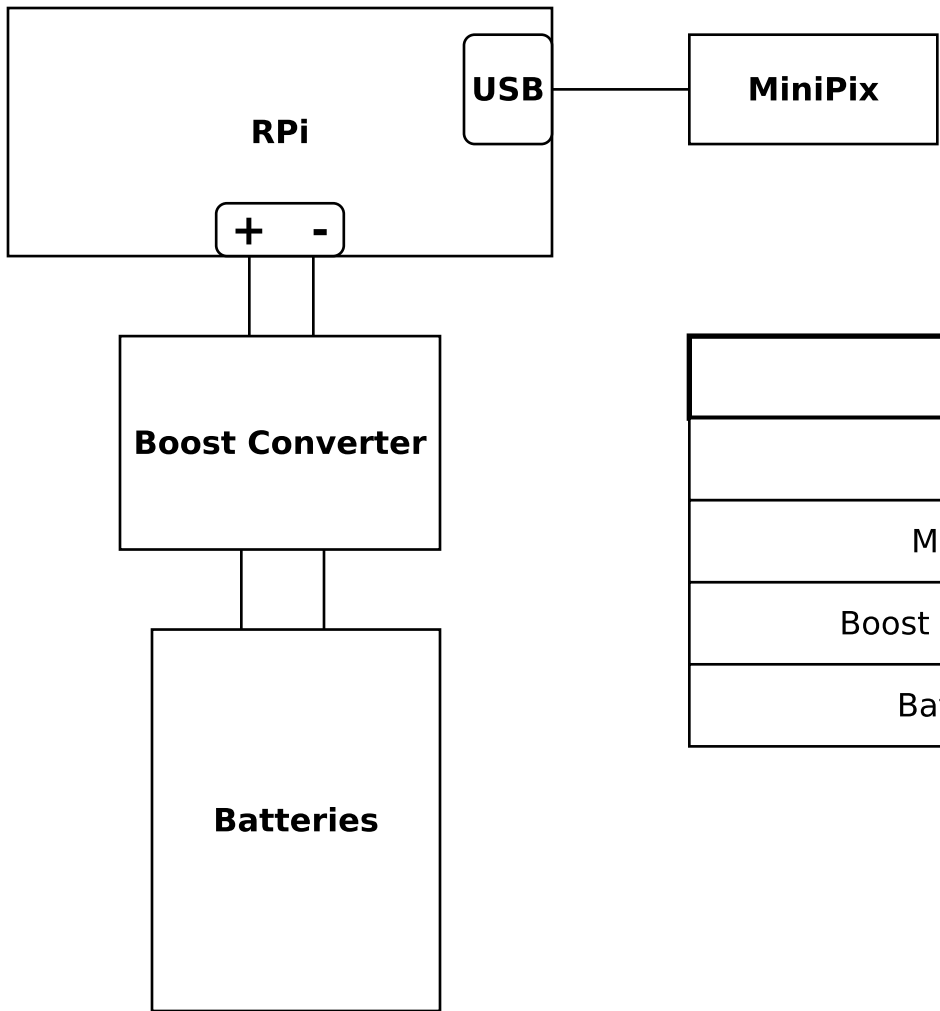 USB
MiniPix
RPi
+ -
Boost Converter
Boost
Batteries